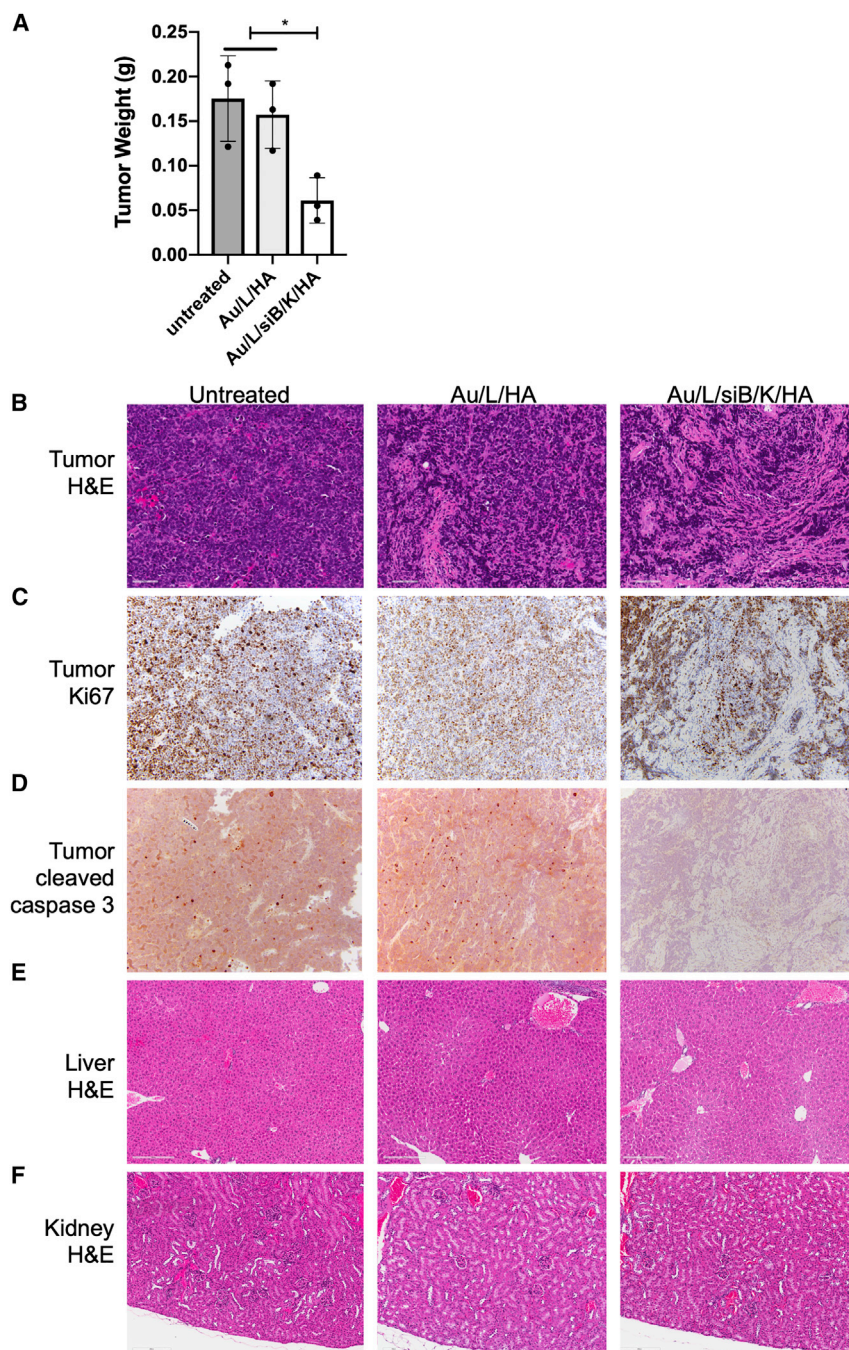 A
*
Tumor Weight (g)
0.25
0.20
0.15
0.10
0.05
0.00
untreated
Au/L/HA
Au/L/siB/K/HA
Untreated
Au/L/HA
Au/L/siB/K/HA
B
Tumor
H&E
C
Tumor
Ki67
D
Tumor
cleaved
caspase 3
E
Liver
H&E
F
Kidney
H&E